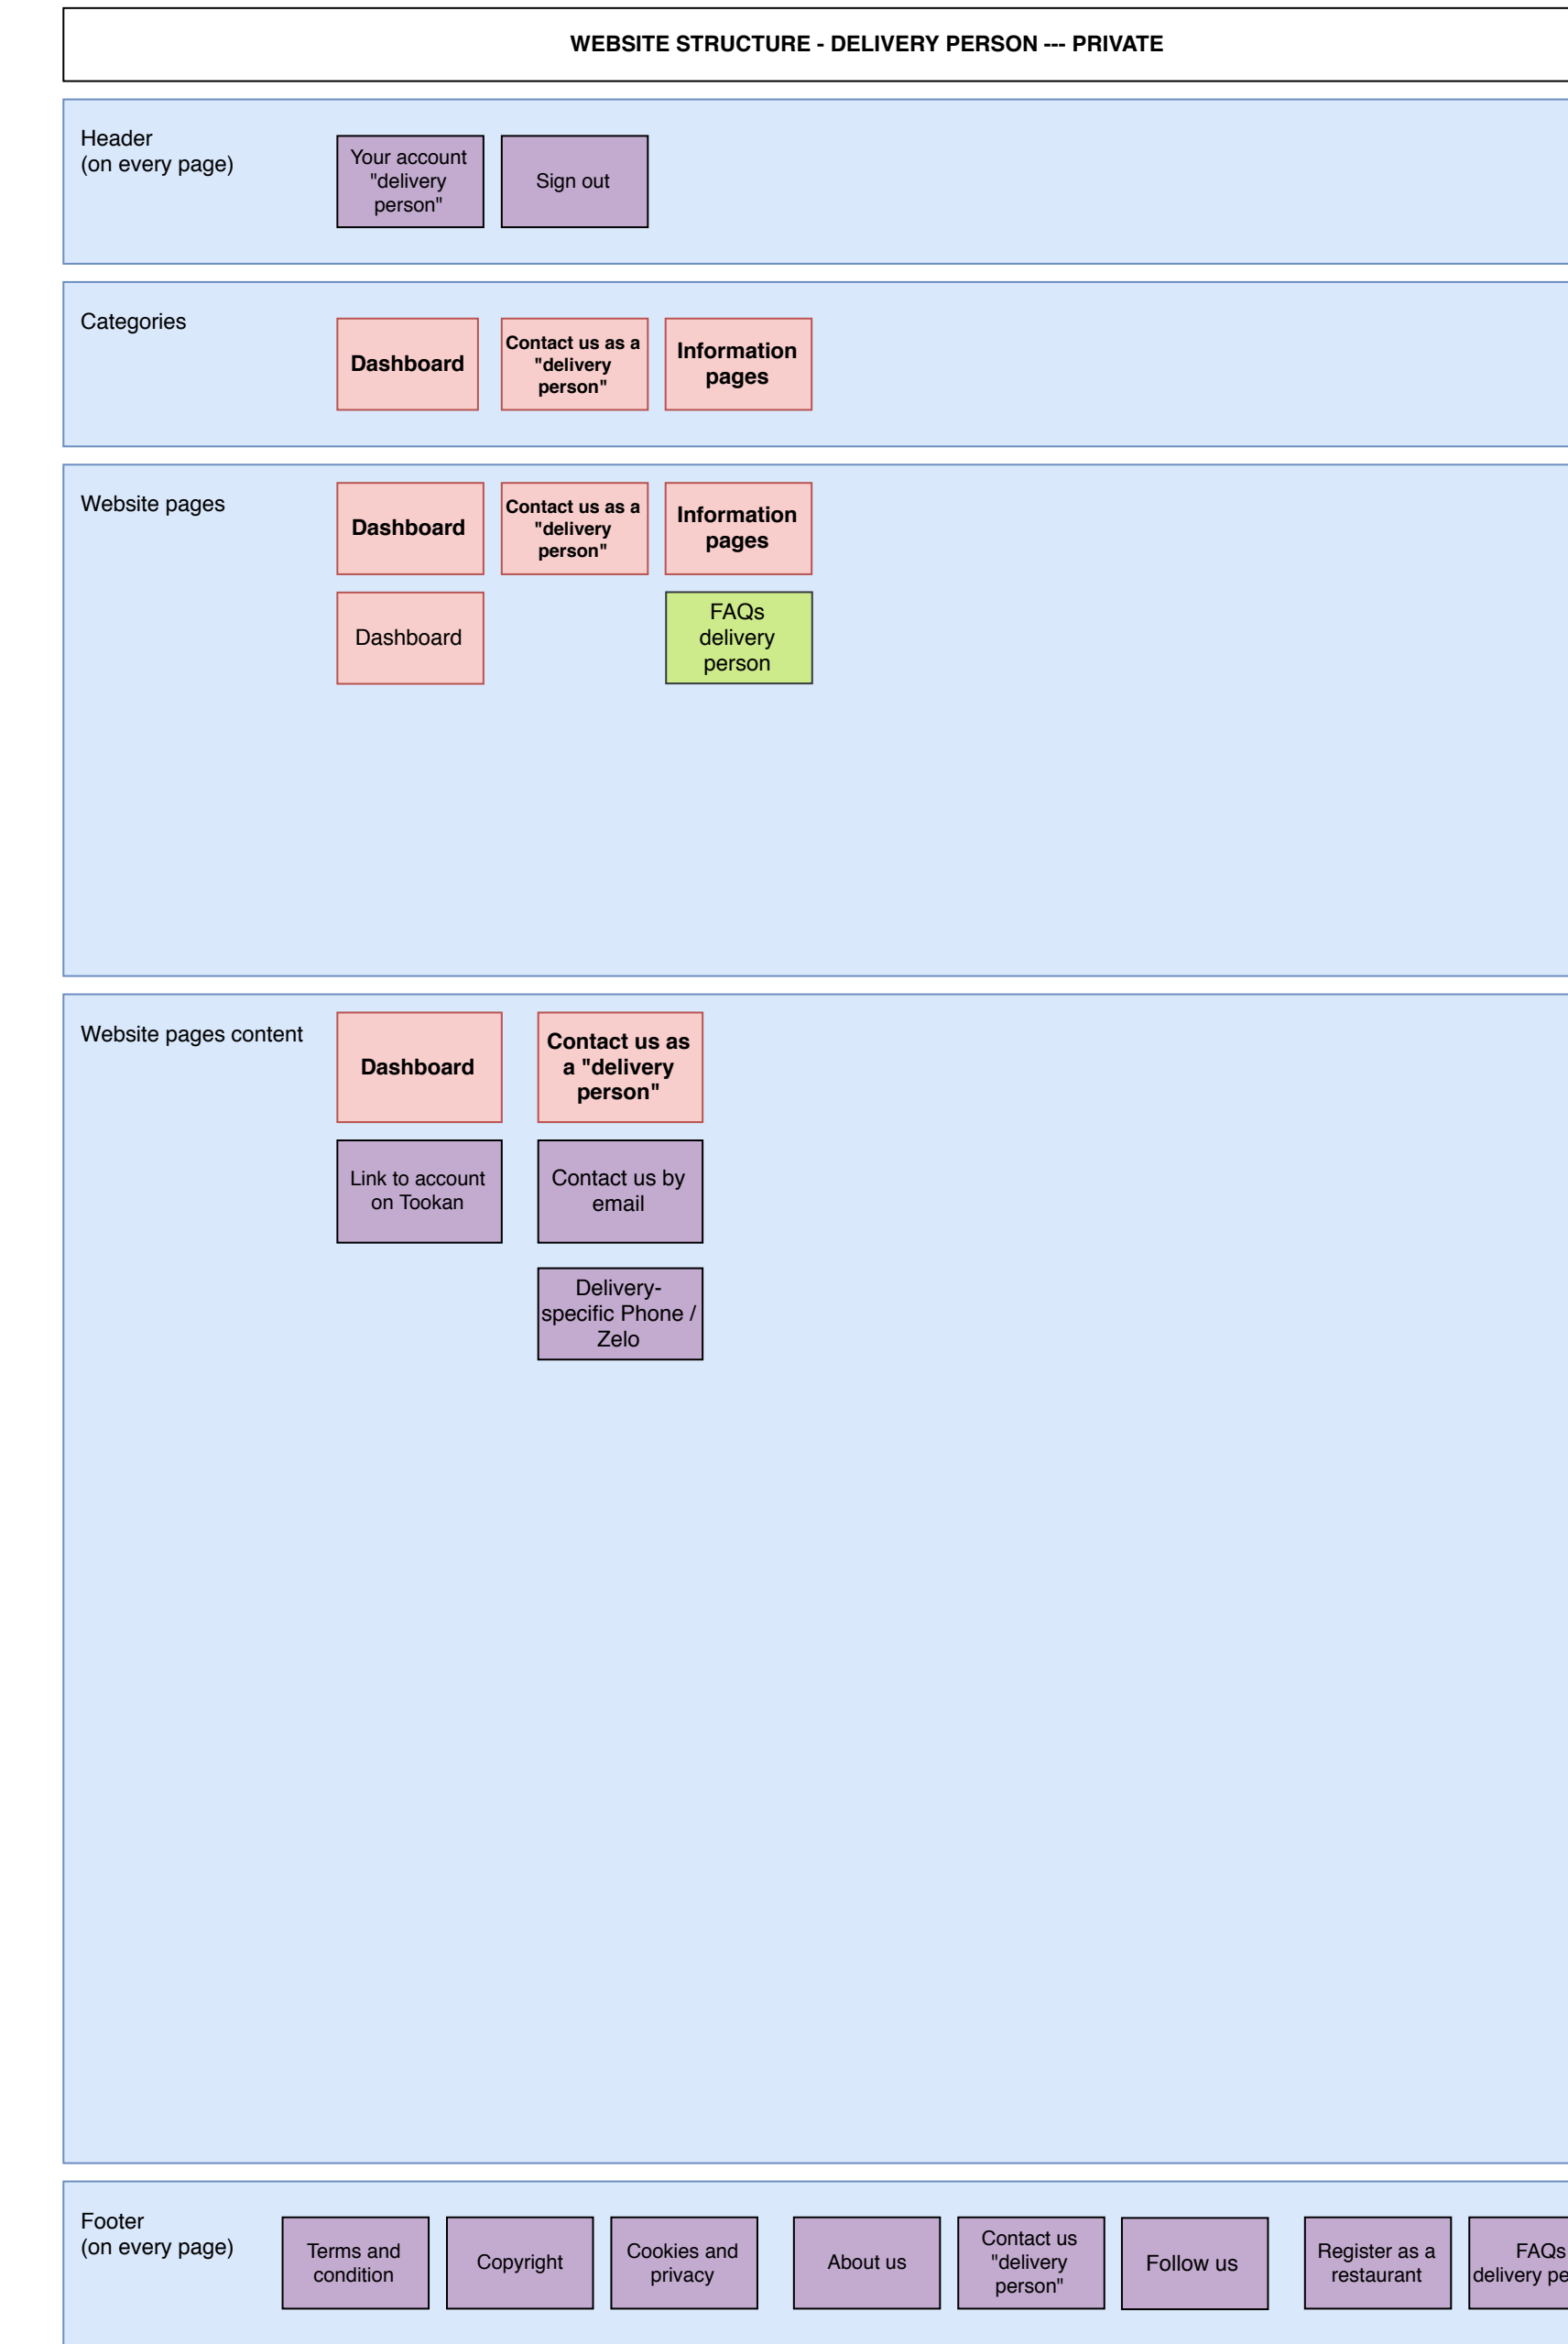 WEBSITE STRUCTURE - DELIVERY PERSON --- PRIVATE
Header
(on every page)
Your account
"delivery
person"
Sign out
Categories
Dashboard
Contact us as a
"delivery
person"
Information
pages
Website pages
Dashboard
Contact us as a
"delivery
person"
Information
pages
Dashboard
FAQs
delivery
person
Website pages content
Dashboard
Contact us as
a "delivery
person"
Link to account
on Tookan
Contact us by
email
Delivery-
specific Phone /
Zelo
Footer
(on every page)
Terms and
condition
Copyright
Cookies and
privacy
About us
Contact us
"delivery
person"
Follow us
Register as a
restaurant
FAQs
delivery pe